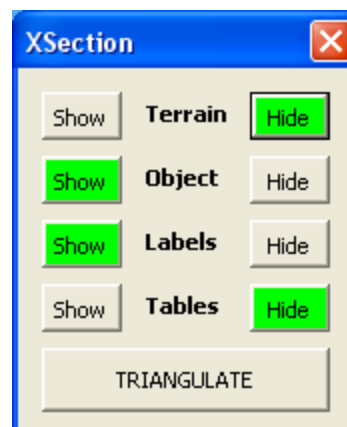 XSection
Show Terrain Hide
Show Object Hide
Show Labels Hide
Show Tables Hide
TRIANGULATE